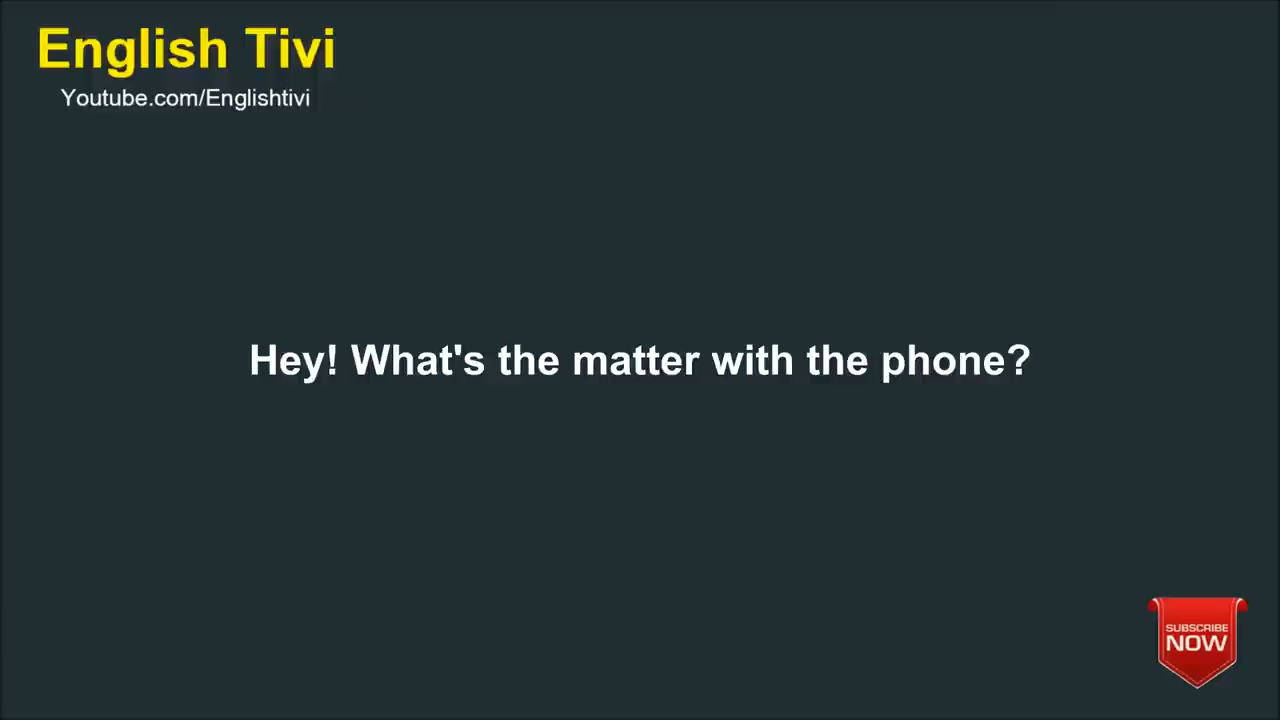 English Tivi
Youtube.com/Englishtivi
Hey! What's the matter with the phone?
SUBSCRIBE
NOW